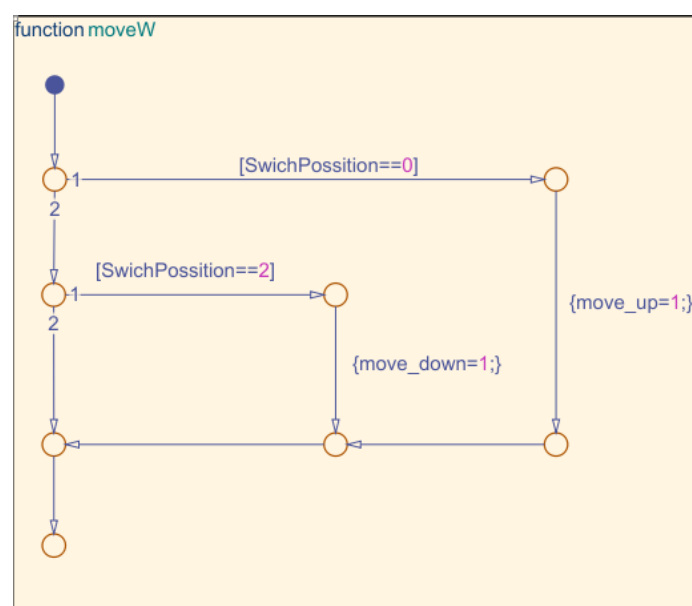 function moveW
[SwichPossition==0]
1
2
[SwichPossition==2]
1
{move_up=1;}
2
{move_down=1;}